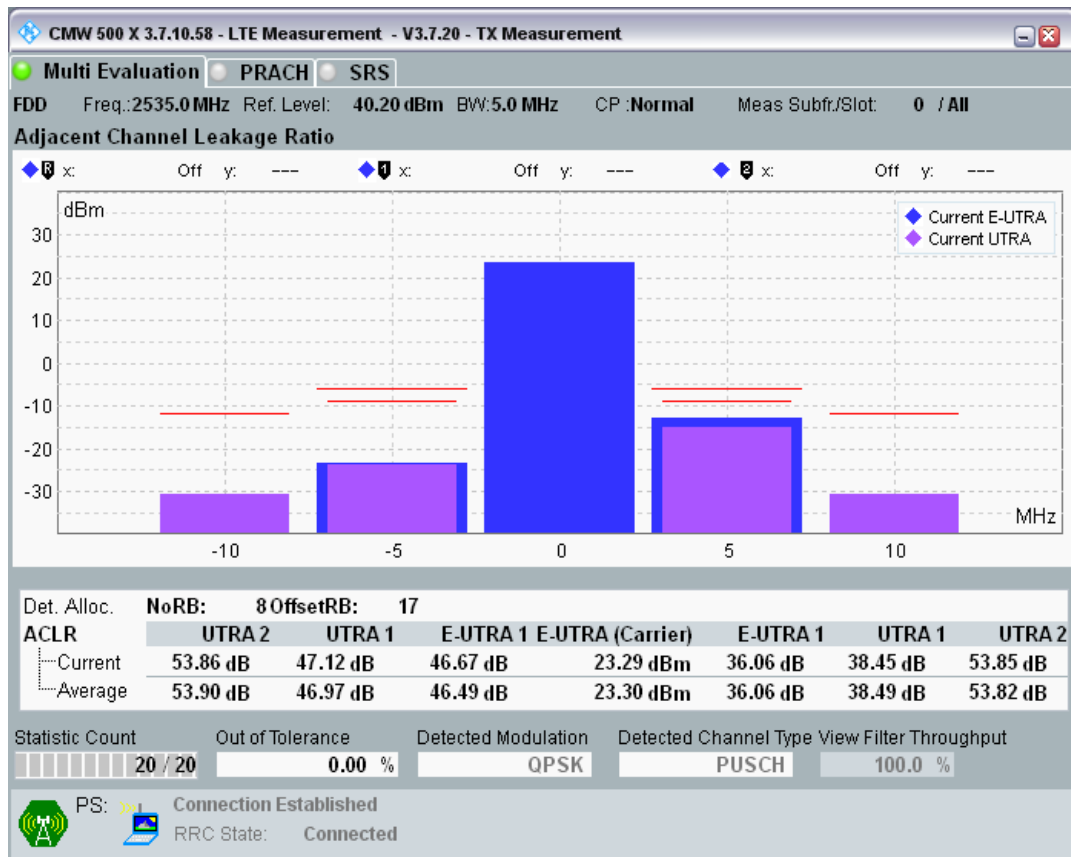 CMW 500 X 3.7.10.58 - LTE Measurement - V3.7.20 - TX Measurement
Multi Evaluation PRACH SRS
FDD Freq.:2535.0 MHz Ref. Level: 40.20 dBm BW:5.0 MHz CP :Normal Meas Subfr./Slot: 0 / All
Adjacent Channel Leakage Ratio
R x: Off y: --- 1 x: Off y: --- 2 x: Off y: ---
dBm
Current E-UTRA
Current UTRA
30
20
10
0
-10
-20
-30
MHz
-10 -5 0 5 10
Det. Alloc. NoRB: 8 OffsetRB: 17
ACLR UTRA 2 UTRA 1 E-UTRA 1 E-UTRA (Carrier) E-UTRA 1 UTRA 1 UTRA 2
Current 53.86 dB 47.12 dB 46.67 dB 23.29 dBm 36.06 dB 38.45 dB 53.85 dB
Average 53.90 dB 46.97 dB 46.49 dB 23.30 dBm 36.06 dB 38.49 dB 53.82 dB
Statistic Count Out of Tolerance Detected Modulation Detected Channel Type View Filter Throughput
20 / 20 0.00 % QPSK PUSCH 100.0 %
PS: Connection Established
RRC State: Connected